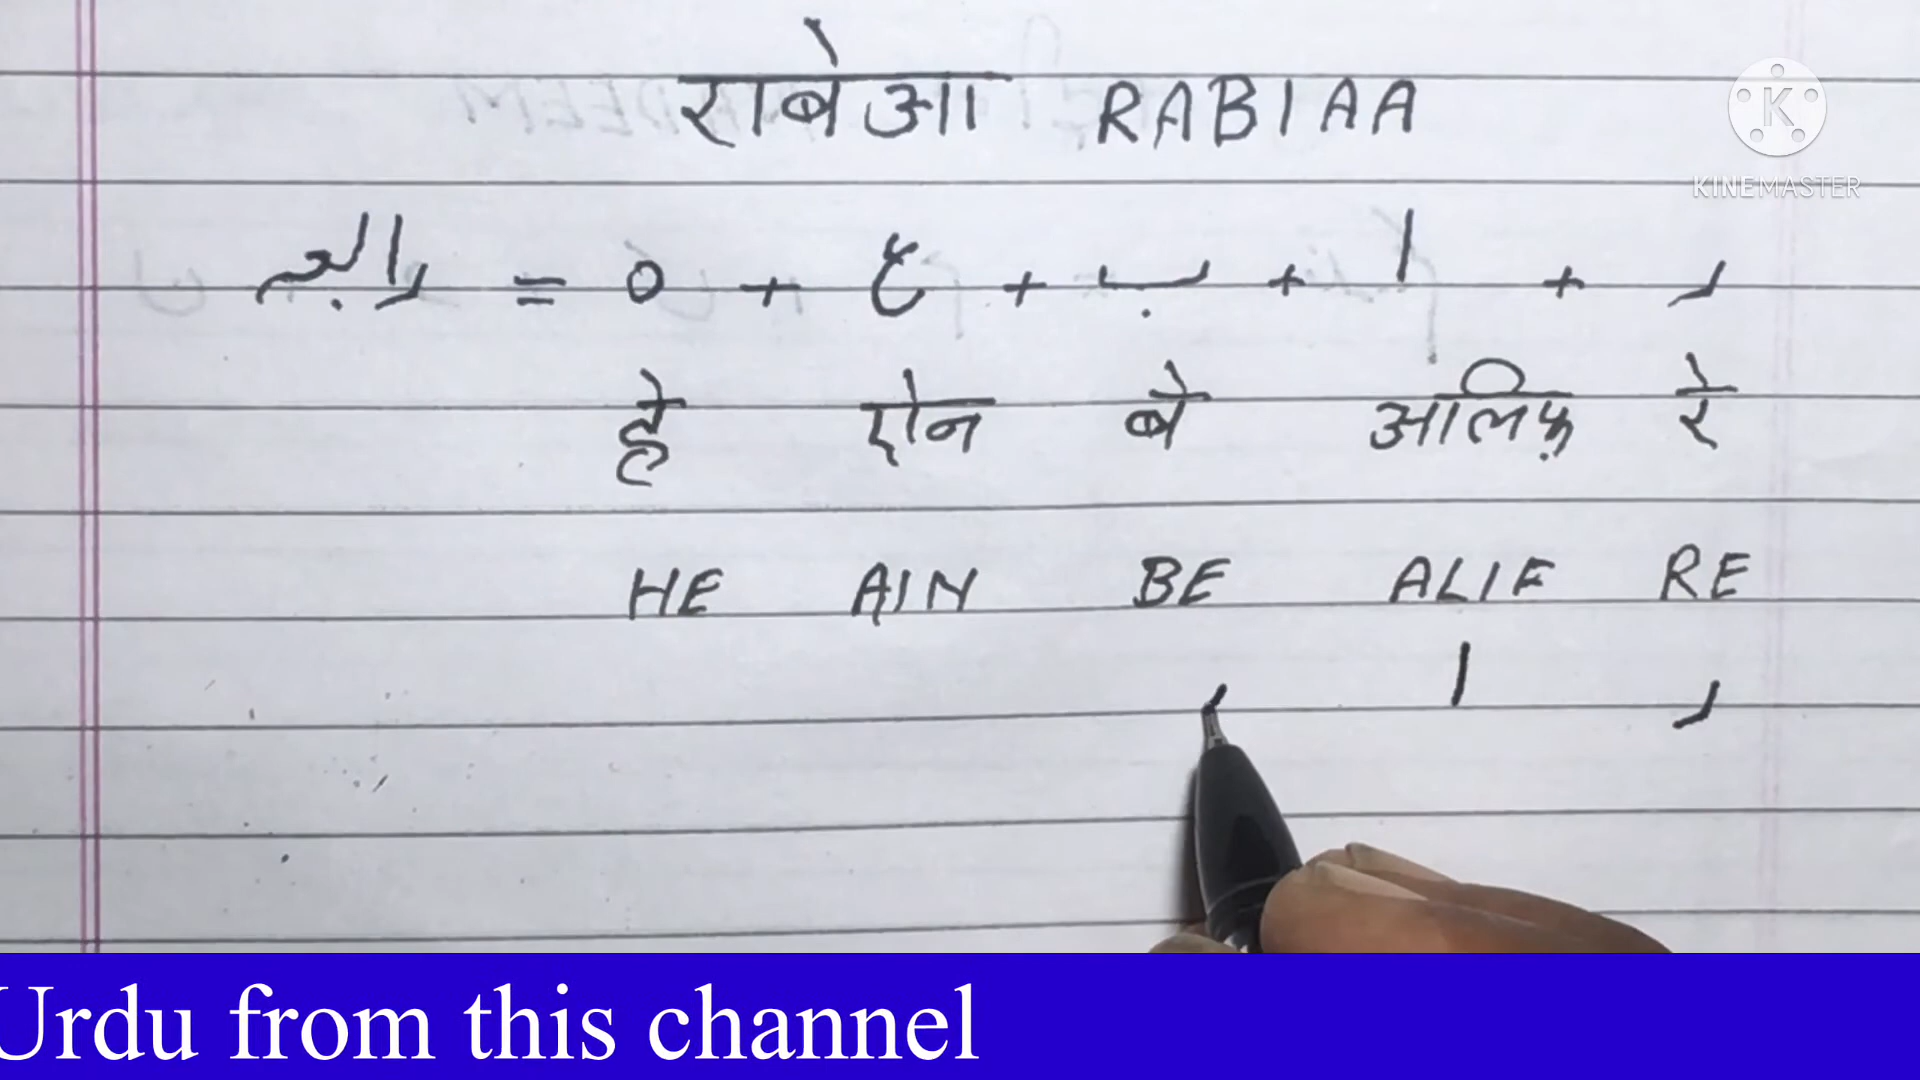 राबेआ RABIAA
KINEMASTER
ر + ا + ب + ع + ہ = رابعہ
हे ऐन बे अलिफ़ रे
HE AIN BE ALIF RE
ر ا
Urdu from this channel